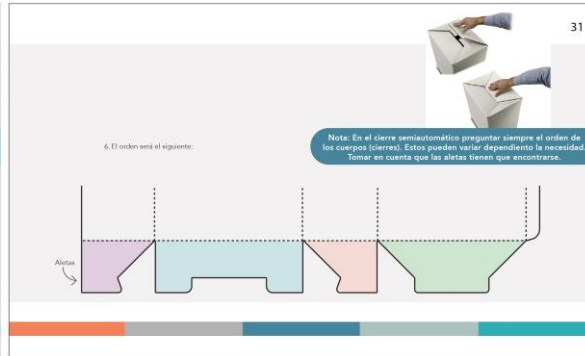 31
6. El orden será el siguiente:
Nota: En el cierre semiautomático preguntar siempre el orden de
los cuerpos (cierres). Estos pueden variar dependiendo la necesidad.
Tomar en cuenta que las aletas tienen que encontrarse.
Aletas